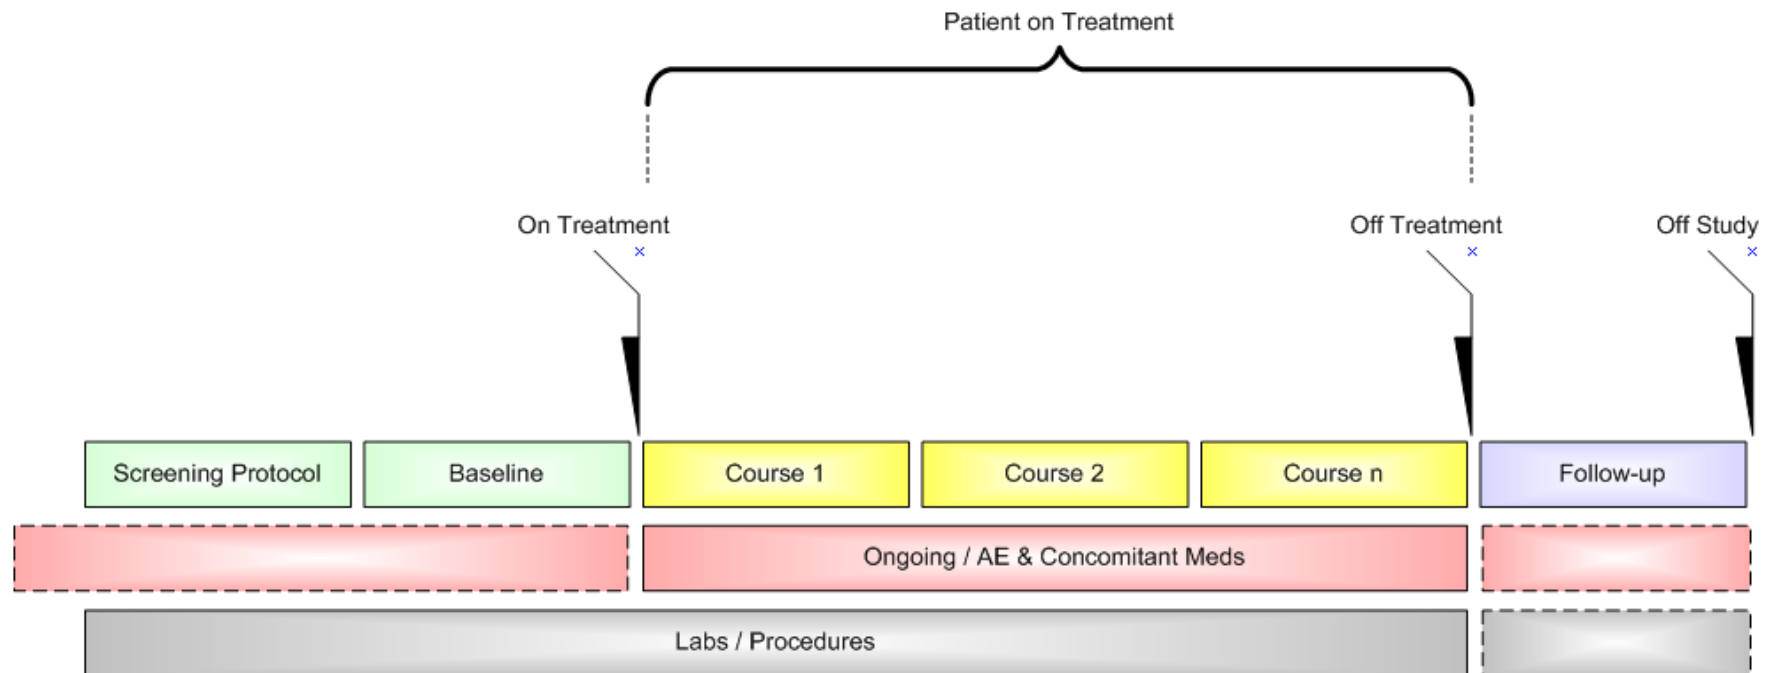 Patient on Treatment
On Treatment
Off Treatment
Off Study
Screening Protocol
Baseline
Course 1
Course 2
Course n
Follow-up
Ongoing / AE & Concomitant Meds
Labs / Procedures